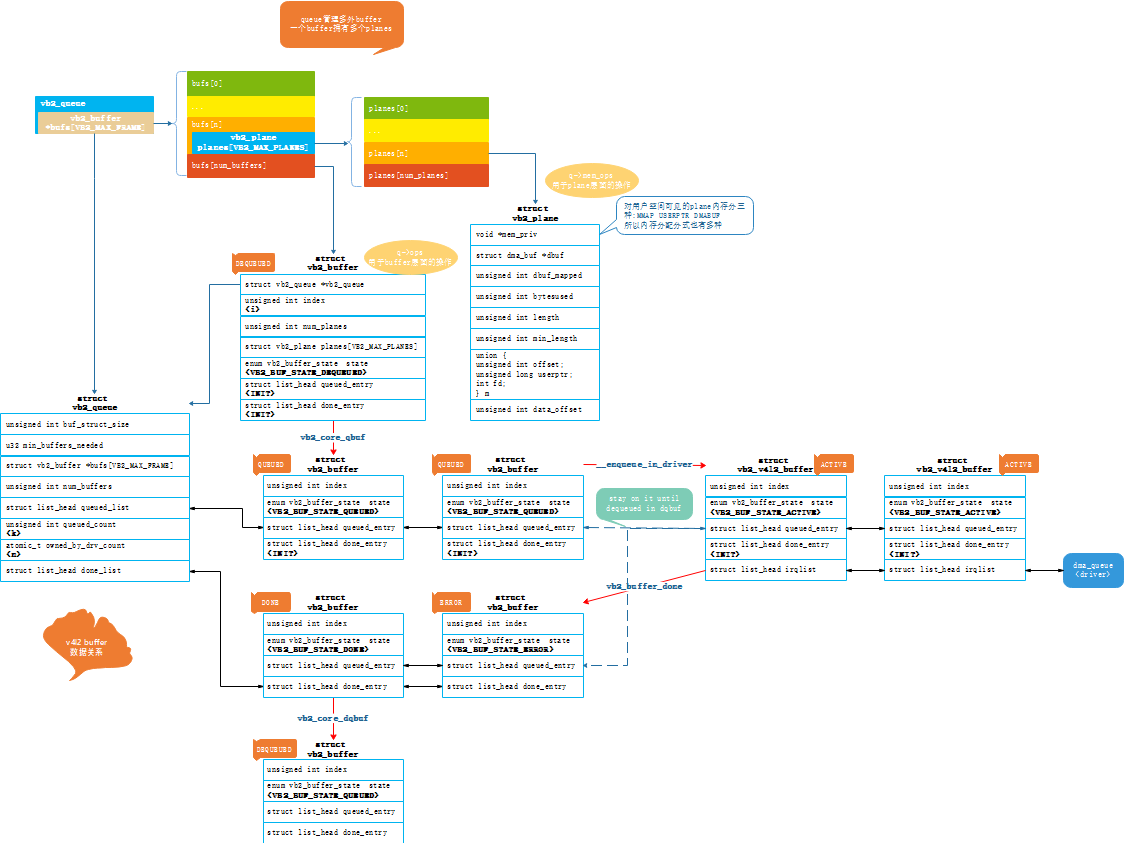 queue管理多外buffer
一个buffer拥有多个planes
vb2_queue
vb2_buffer
*bufs[VB2_MAX_FRAME]
bufs[0]
...
bufs[n]
vb2_plane
planes[VB2_MAX_PLANES]
bufs[num_buffers]
planes[0]
...
planes[n]
planes[num_planes]
q->mem_ops
用于plane层面的操作
对用户空间可见的plane内存分三
种:MMAP USERPTR DMABUF
所以内存分配分式也有多种
struct
vb2_plane
void *mem_priv
struct dma_buf *dbuf
unsigned int dbuf_mapped
unsigned int bytesused
unsigned int length
unsigned int min_length
union {
unsigned int offset;
unsigned long userptr;
int fd;
} m
unsigned int data_offset
q->ops
用于buffer层面的操作
DEQUEUED
struct
vb2_buffer
struct vb2_queue *vb2_queue
unsigned int index
<i>
unsigned int num_planes
struct vb2_plane planes[VB2_MAX_PLANES]
enum vb2_buffer_state state
<VB2_BUF_STATE_DEQUEUED>
struct list_head queued_entry
<INIT>
struct list_head done_entry
<INIT>
vb2_core_qbuf
struct
vb2_queue
unsigned int buf_struct_size
u32 min_buffers_needed
struct vb2_buffer *bufs[VB2_MAX_FRAME]
unsigned int num_buffers
struct list_head queued_list
unsigned int queued_count
<k>
atomic_t owned_by_drv_count
<n>
struct list_head done_list
QUEUED
struct
vb2_buffer
unsigned int index
enum vb2_buffer_state state
<VB2_BUF_STATE_QUEUED>
struct list_head queued_entry
struct list_head done_entry
<INIT>
QUEUED
struct
vb2_buffer
unsigned int index
enum vb2_buffer_state state
<VB2_BUF_STATE_QUEUED>
struct list_head queued_entry
struct list_head done_entry
<INIT>
__enqueue_in_driver
stay on it until
dequeued in dqbuf
ACTIVE
struct
vb2_v4l2_buffer
unsigned int index
enum vb2_buffer_state state
<VB2_BUF_STATE_ACTIVE>
struct list_head queued_entry
struct list_head done_entry
<INIT>
struct list_head irqlist
ACTIVE
struct
vb2_v4l2_buffer
unsigned int index
enum vb2_buffer_state state
<VB2_BUF_STATE_ACTIVE>
struct list_head queued_entry
struct list_head done_entry
<INIT>
struct list_head irqlist
dma_queue
（driver）
vb2_buffer_done
DONE
struct
vb2_buffer
unsigned int index
enum vb2_buffer_state state
<VB2_BUF_STATE_DONE>
struct list_head queued_entry
struct list_head done_entry
ERROR
struct
vb2_buffer
unsigned int index
enum vb2_buffer_state state
<VB2_BUF_STATE_ERROR>
struct list_head queued_entry
struct list_head done_entry
v4l2 buffer
数据关系
vb2_core_dqbuf
DEQUEUED
struct
vb2_buffer
unsigned int index
enum vb2_buffer_state state
<VB2_BUF_STATE_QUEUED>
struct list_head queued_entry
struct list_head done_entry